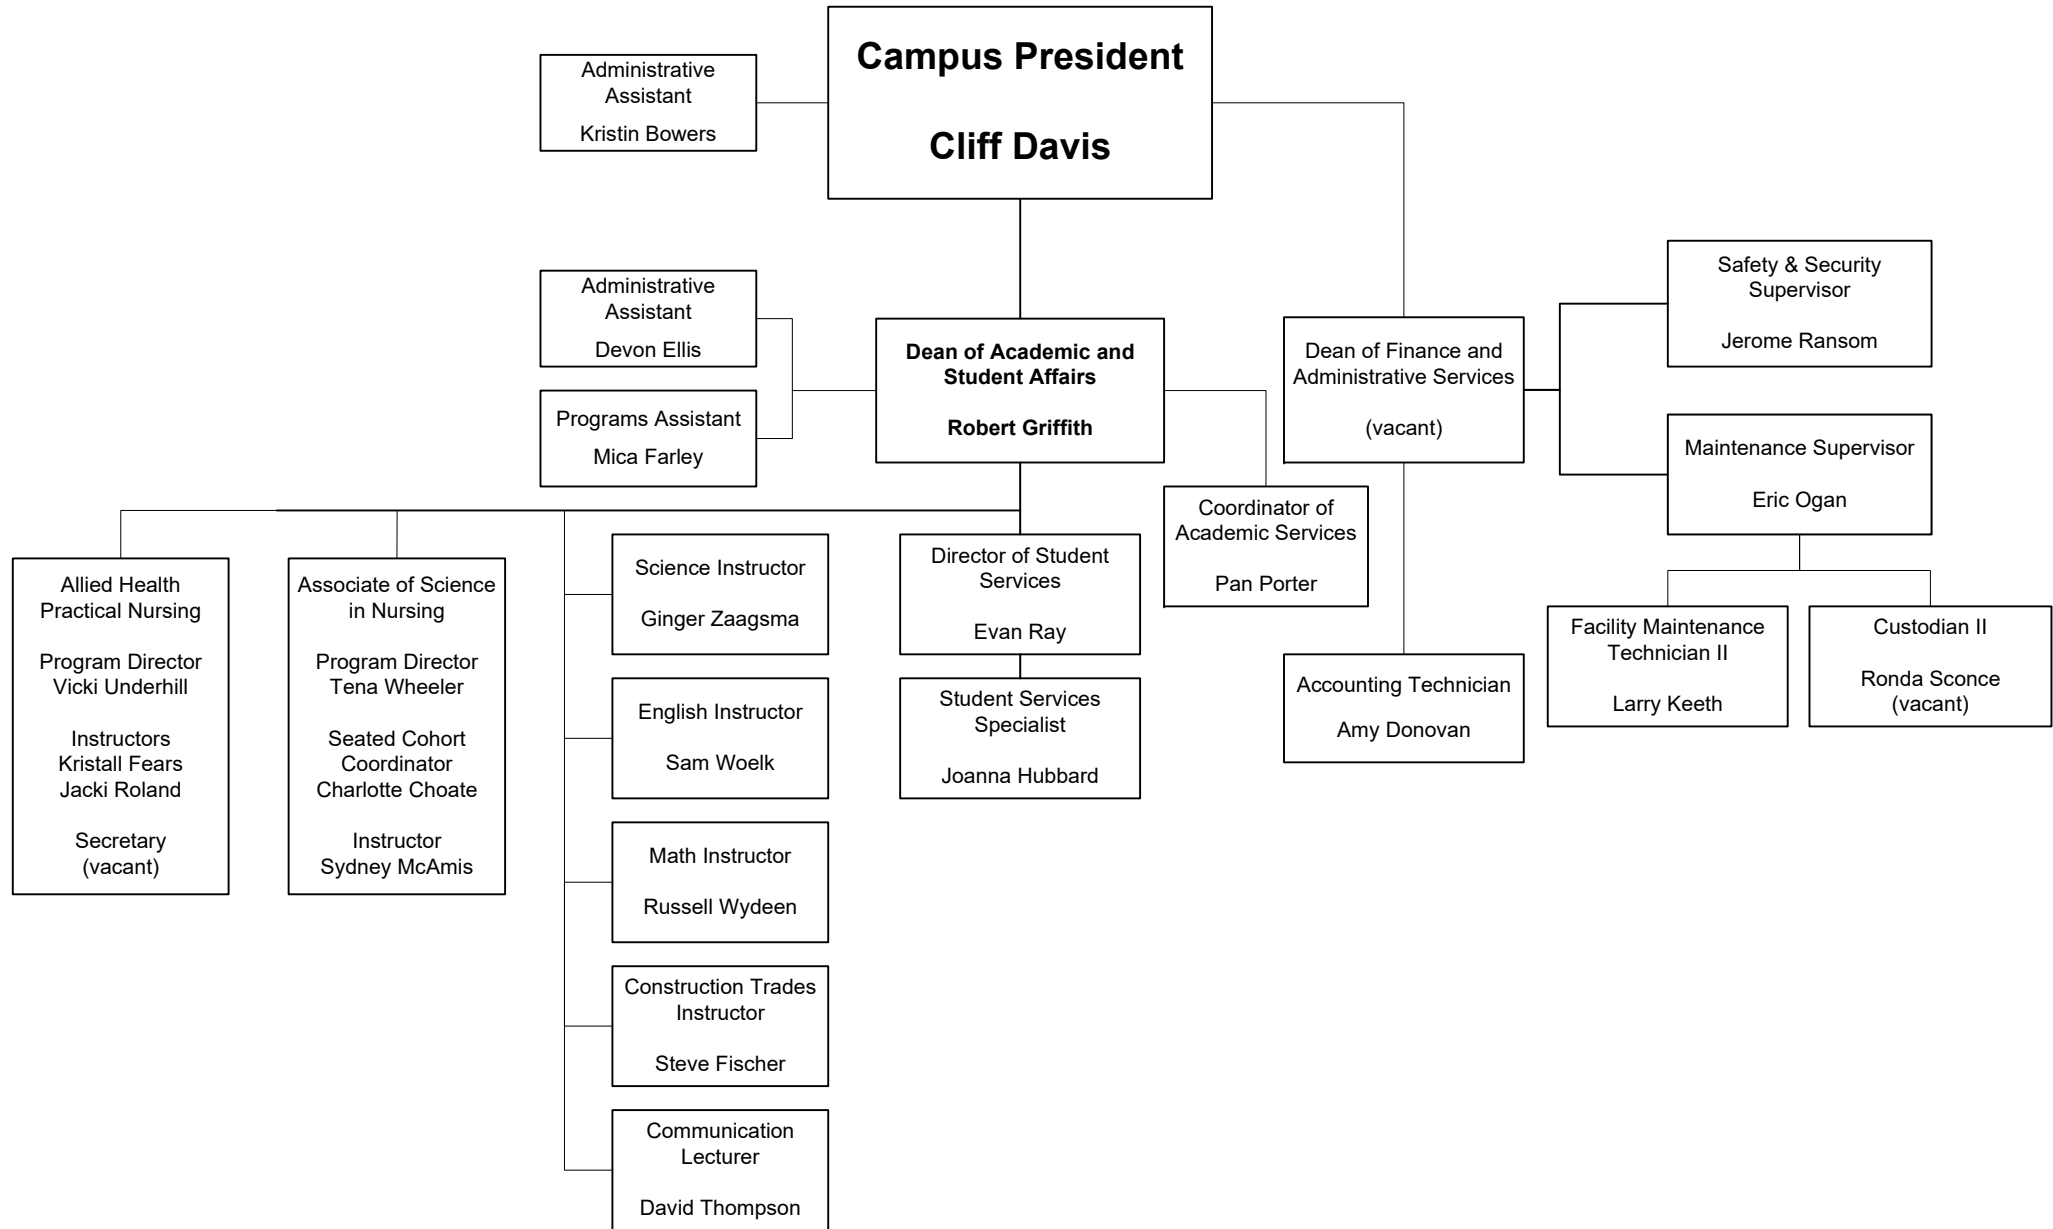 Campus President
Cliff Davis
Administrative
Assistant
Kristin Bowers
Administrative
Assistant
Devon Ellis
Programs Assistant
Mica Farley
Dean of Academic and
Student Affairs
Robert Griffith
Dean of Finance and
Administrative Services
(vacant)
Safety & Security
Supervisor
Jerome Ransom
Maintenance Supervisor
Eric Ogan
Coordinator of
Academic Services
Pan Porter
Allied Health
Practical Nursing
Program Director
Vicki Underhill
Instructors
Kristall Fears
Jacki Roland
Secretary
(vacant)
Associate of Science
in Nursing
Program Director
Tena Wheeler
Seated Cohort
Coordinator
Charlotte Choate
Instructor
Sydney McAmis
Science Instructor
Ginger Zaagsma
English Instructor
Sam Woelk
Math Instructor
Russell Wydeen
Construction Trades
Instructor
Steve Fischer
Communication
Lecturer
David Thompson
Director of Student
Services
Evan Ray
Student Services
Specialist
Joanna Hubbard
Accounting Technician
Amy Donovan
Facility Maintenance
Technician II
Larry Keeth
Custodian II
Ronda Sconce
(vacant)